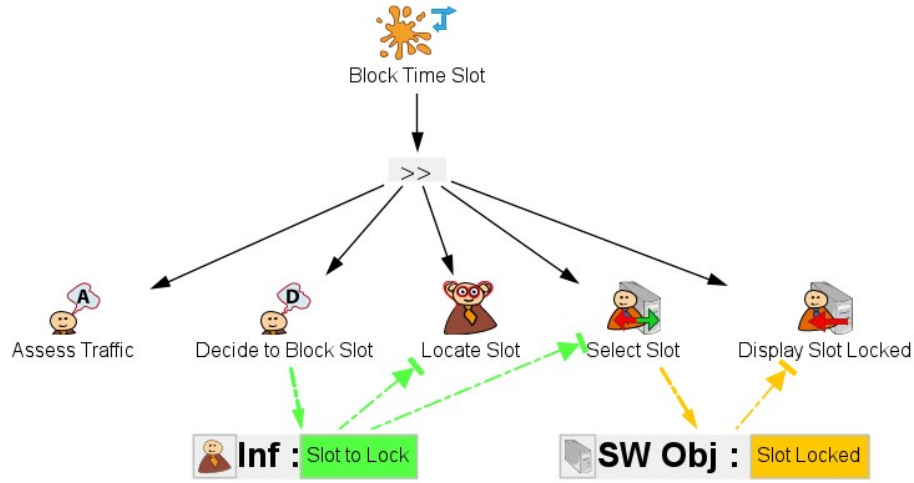 Block Time Slot
>>
A
D
Assess Traffic
Decide to Block Slot
Locate Slot
Select Slot
Display Slot Locked
Inf : Slot to Lock
SW Obj : Slot Locked